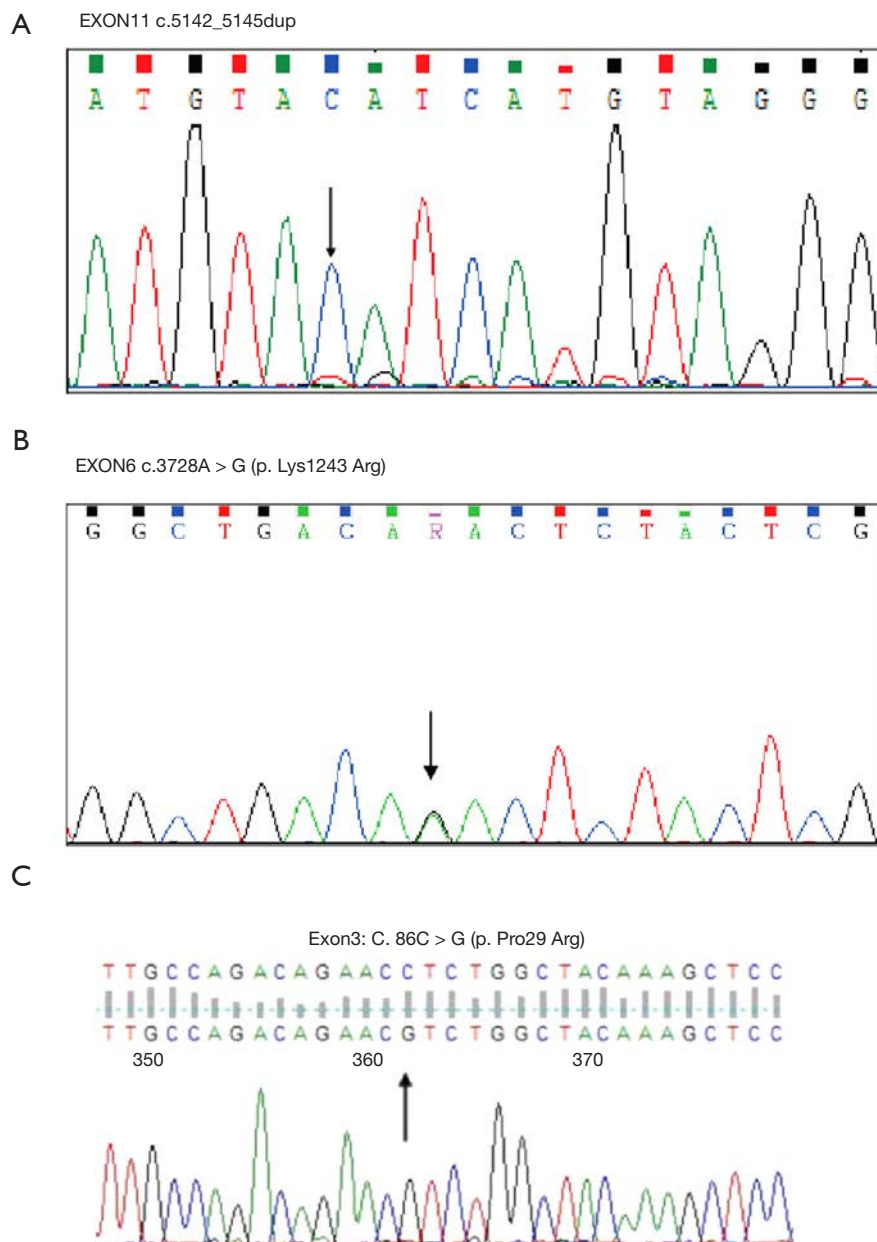 A
EXON11 c.5142_5145dup
A T G T A C A T C A T G T A G G G
B
EXON6 c.3728A > G (p. Lys1243 Arg)
G G C T G A C A R A C T C T A C T C G
C
Exon3: C. 86C > G (p. Pro29 Arg)
T T G C C A G A C A G A A C C T C T G G C T A C A A A G C T C C
T T G C C A G A C A G A A C G T C T G G C T A C A A A G C T C C
350 360 370